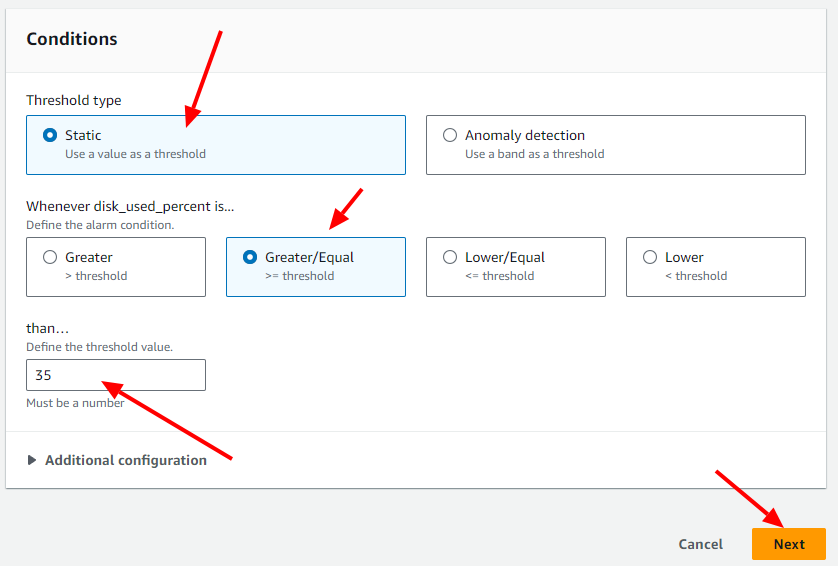 Conditions
Threshold type
Static
Use a value as a threshold
Anomaly detection
Use a band as a threshold
Whenever disk_used_percent is...
Define the alarm condition.
Greater
> threshold
Greater/Equal
>= threshold
Lower/Equal
<= threshold
Lower
< threshold
than...
Define the threshold value.
35
Must be a number
Additional configuration
Cancel
Next